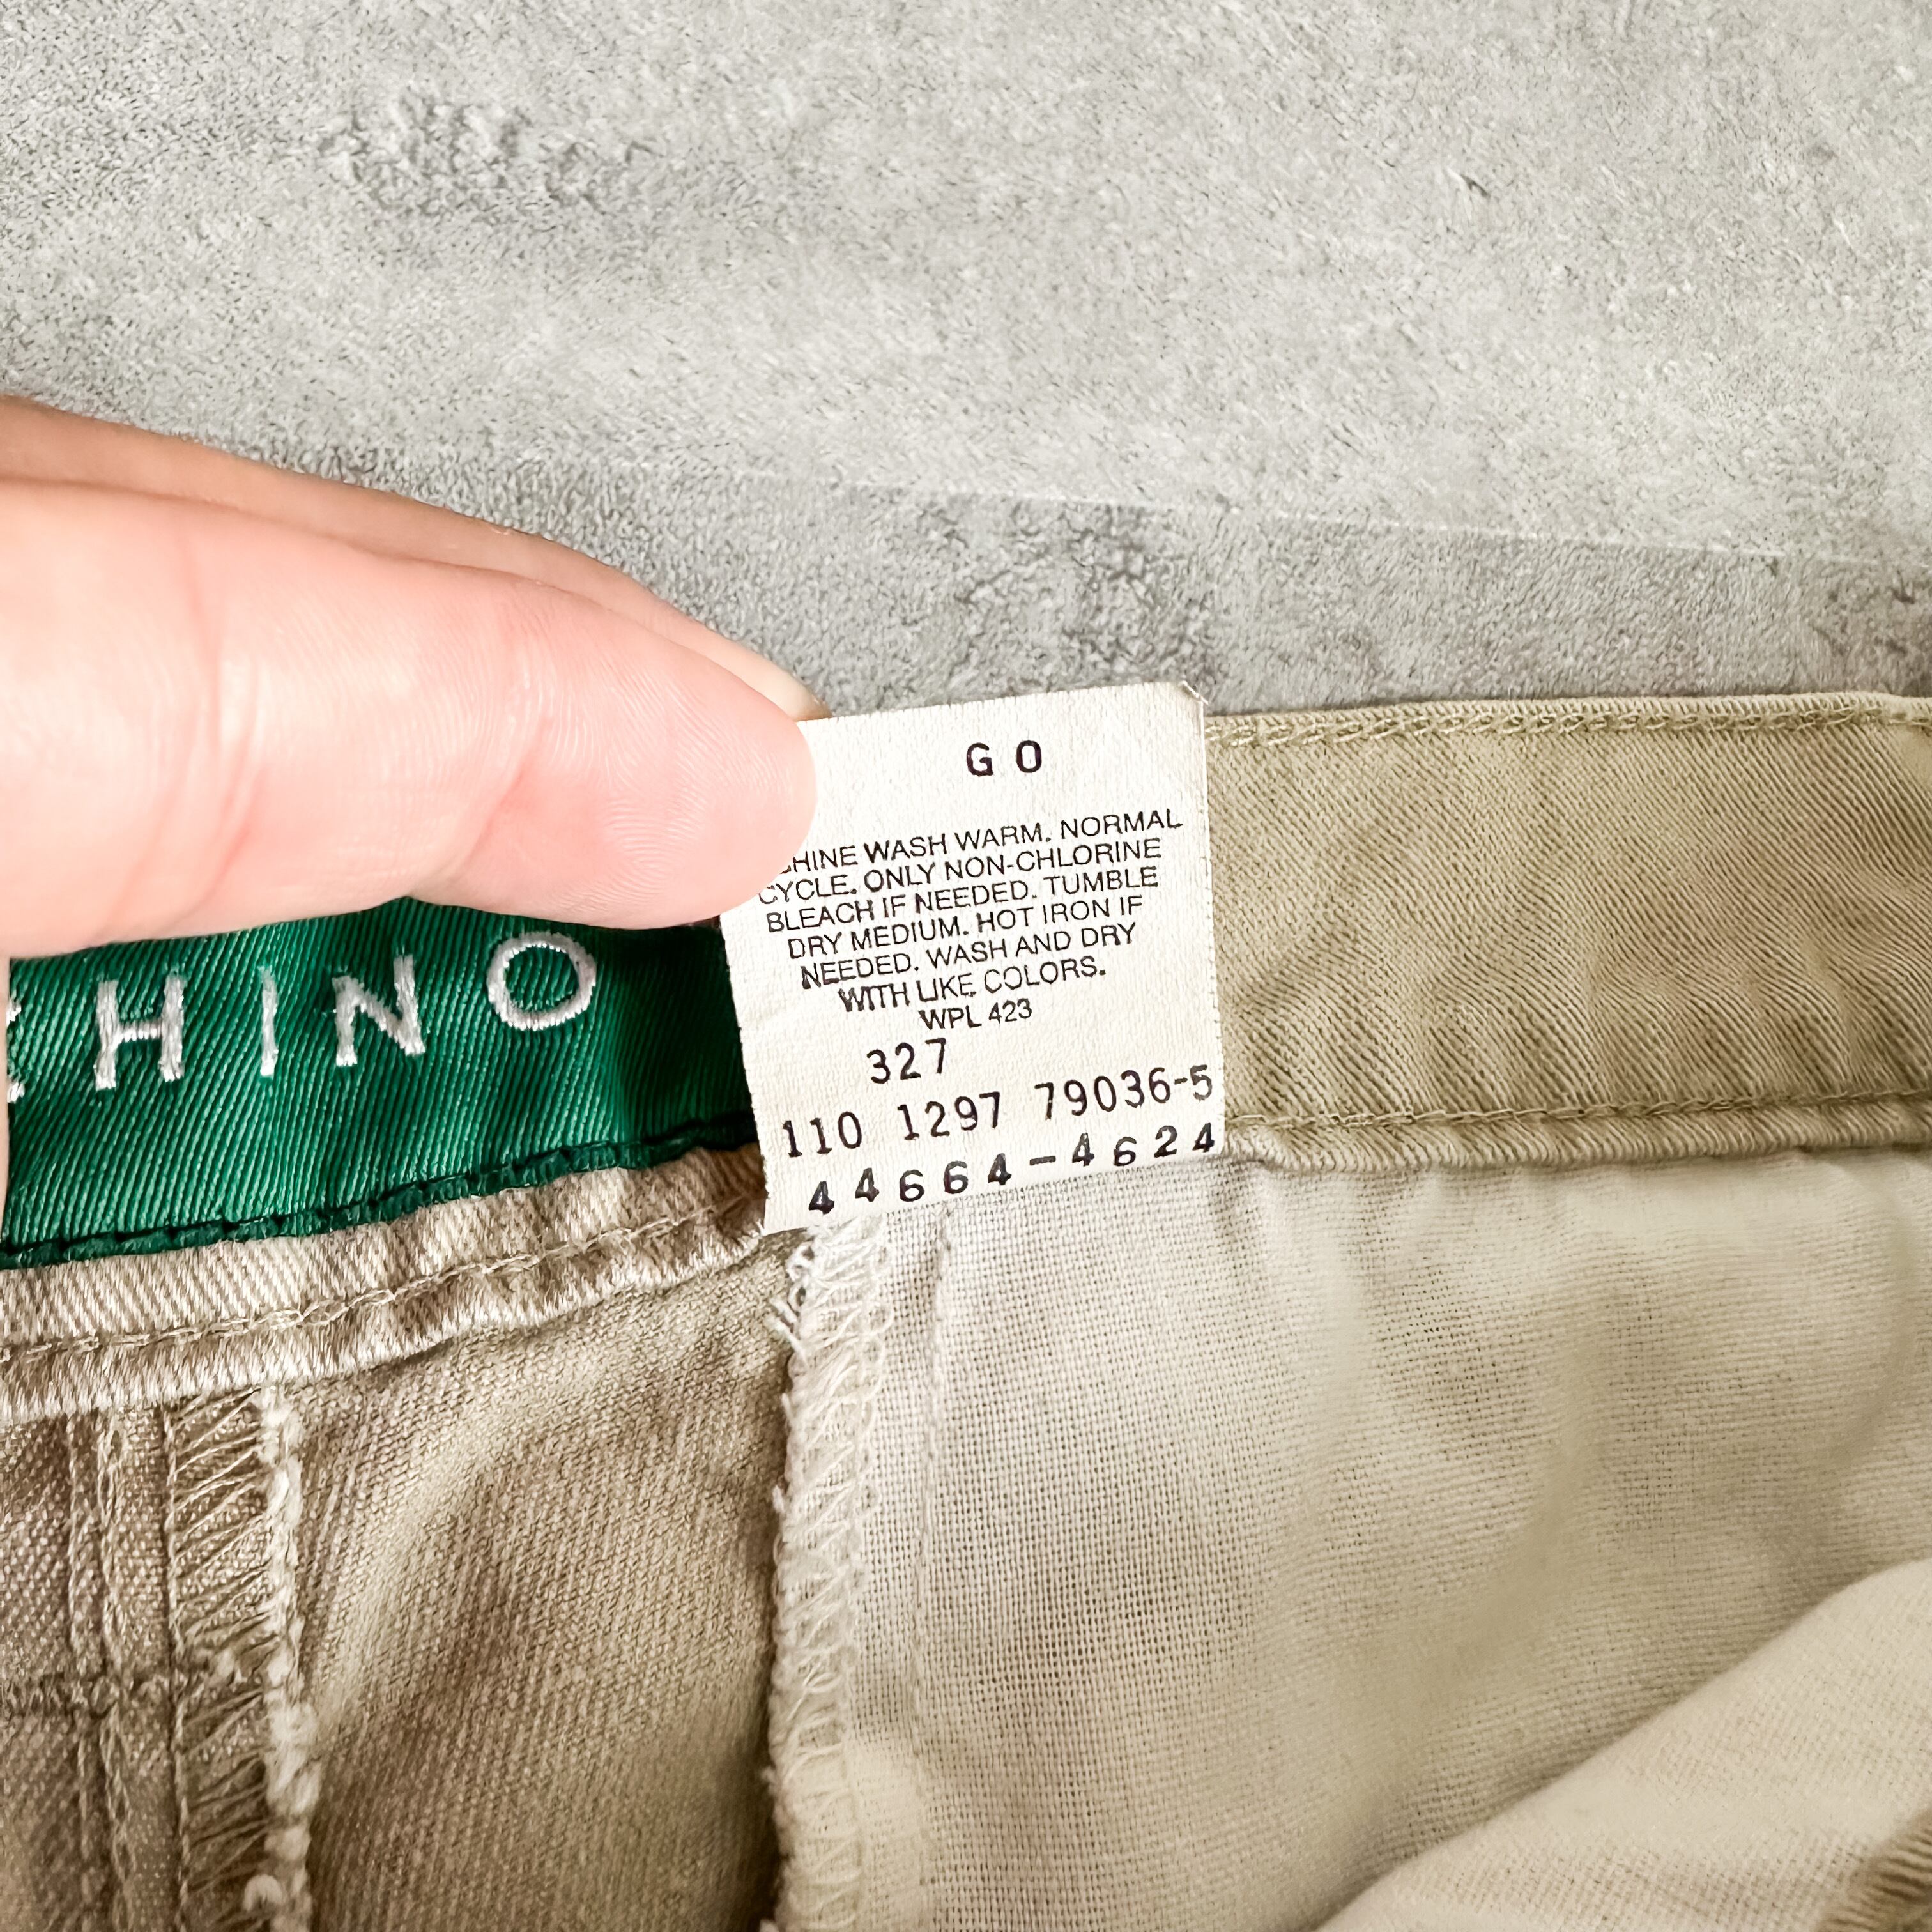 G O
HINE WASH WARM. NORMAL
CYCLE. ONLY NON-CHLORINE
BLEACH IF NEEDED. TUMBLE
DRY MEDIUM. HOT IRON IF
NEEDED. WASH AND DRY
WITH LIKE COLORS.
WPL 423
327
110 1297 79036-5
44664-4624
HINO